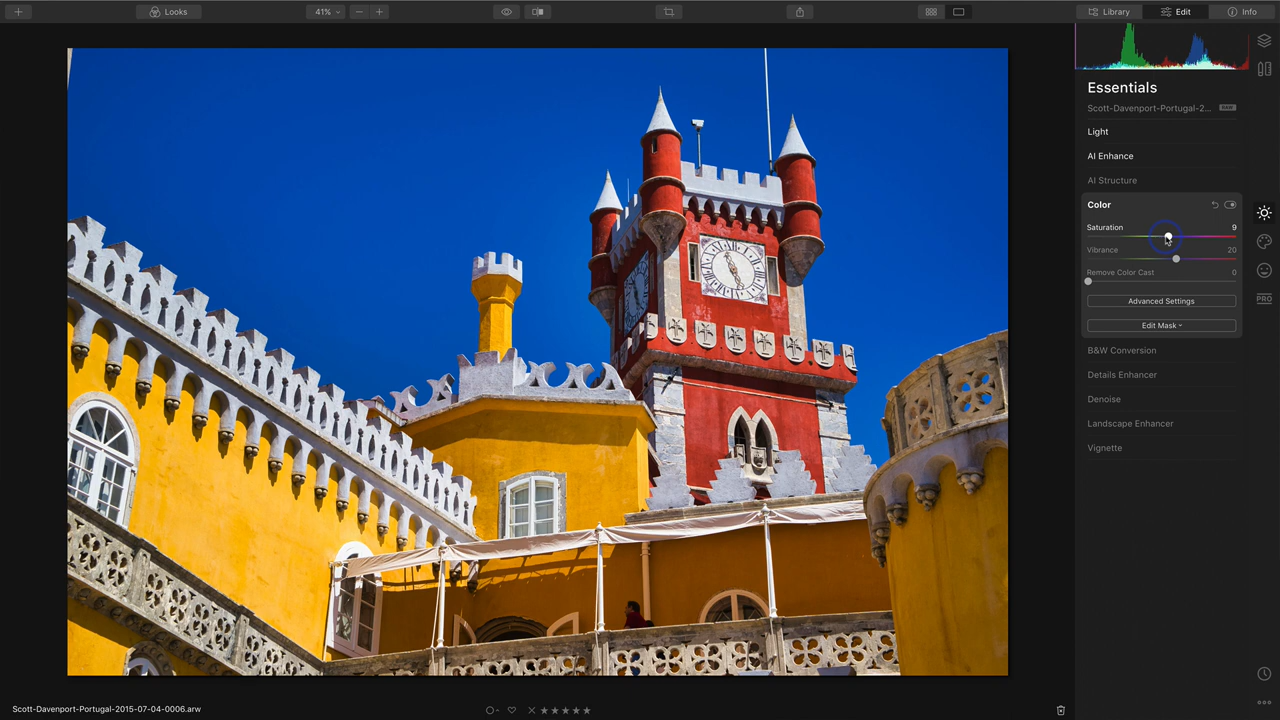 Looks
41%
Library
Edit
Info
Essentials
Scott-Davenport-Portugal-2...
RAW
Light
AI Enhance
AI Structure
Color
Saturation 9
Vibrance 20
Remove Color Cast 0
Advanced Settings
Edit Mask
B&W Conversion
Details Enhancer
Denoise
Landscape Enhancer
Vignette
PRO
Scott-Davenport-Portugal-2015-07-04-0006.arw